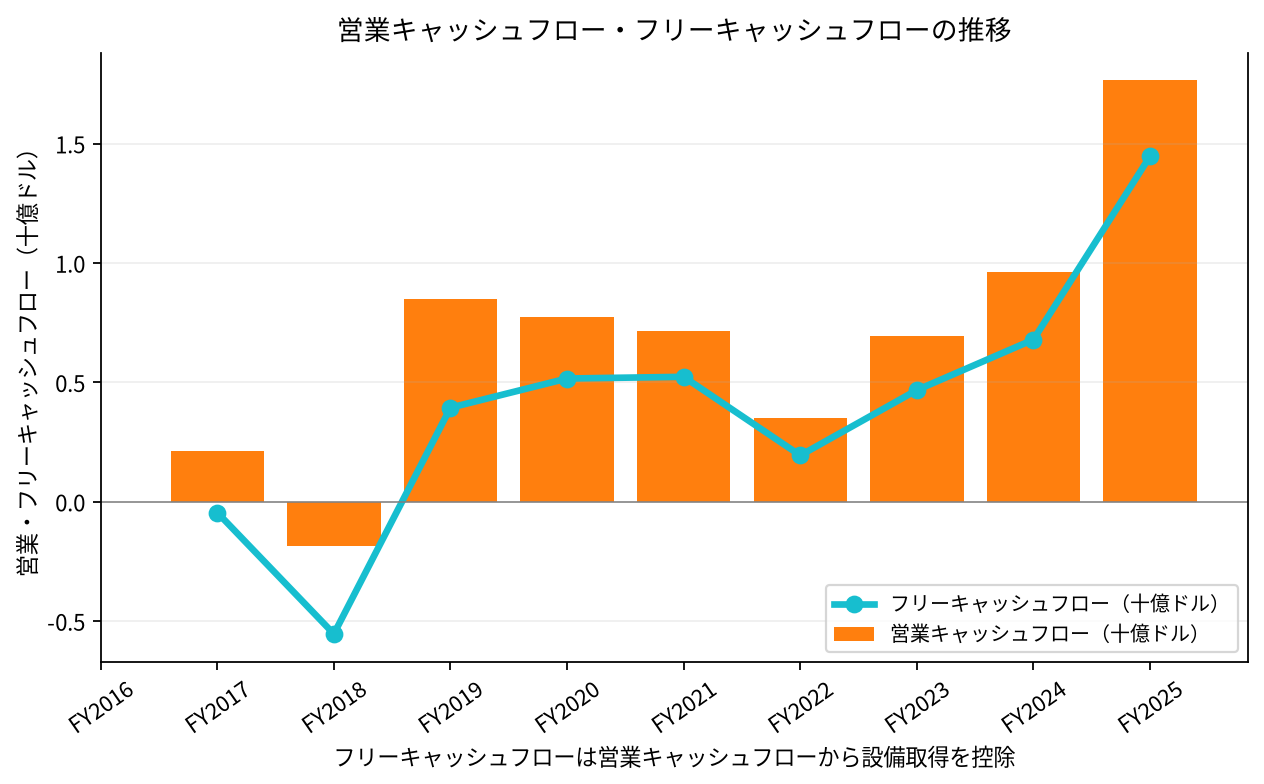 営業キャッシュフロー・フリーキャッシュフローの推移
営業・フリーキャッシュフロー（十億ドル）
1.5
1.0
0.5
0.0
-0.5
フリーキャッシュフロー（十億ドル）
営業キャッシュフロー（十億ドル）
FY2016
FY2017
FY2018
FY2019
FY2020
FY2021
FY2022
FY2023
FY2024
FY2025
フリーキャッシュフローは営業キャッシュフローから設備取得を控除